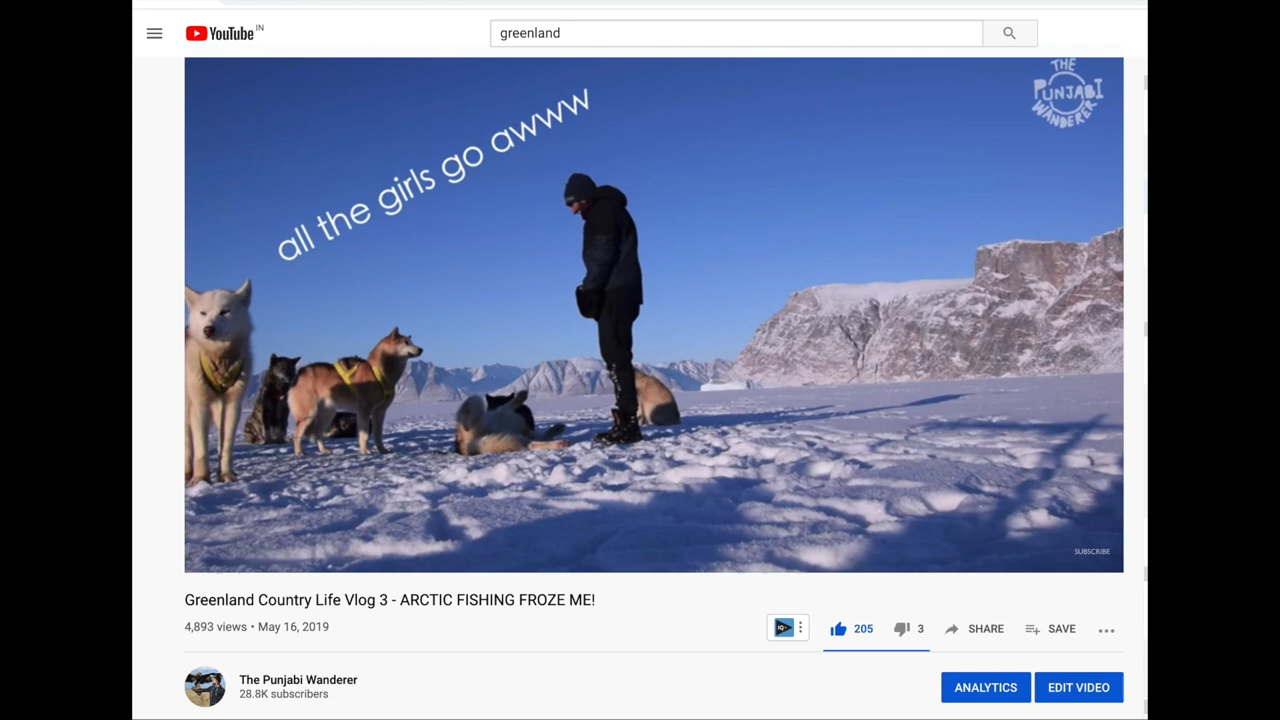 YouTube IN
greenland
THE
PUNJABI
WANDERER
all the girls go awww
SUBSCRIBE
Greenland Country Life Vlog 3 - ARCTIC FISHING FROZE ME!
4,893 views • May 16, 2019
IQ
205
3
SHARE
SAVE
The Punjabi Wanderer
28.8K subscribers
ANALYTICS
EDIT VIDEO